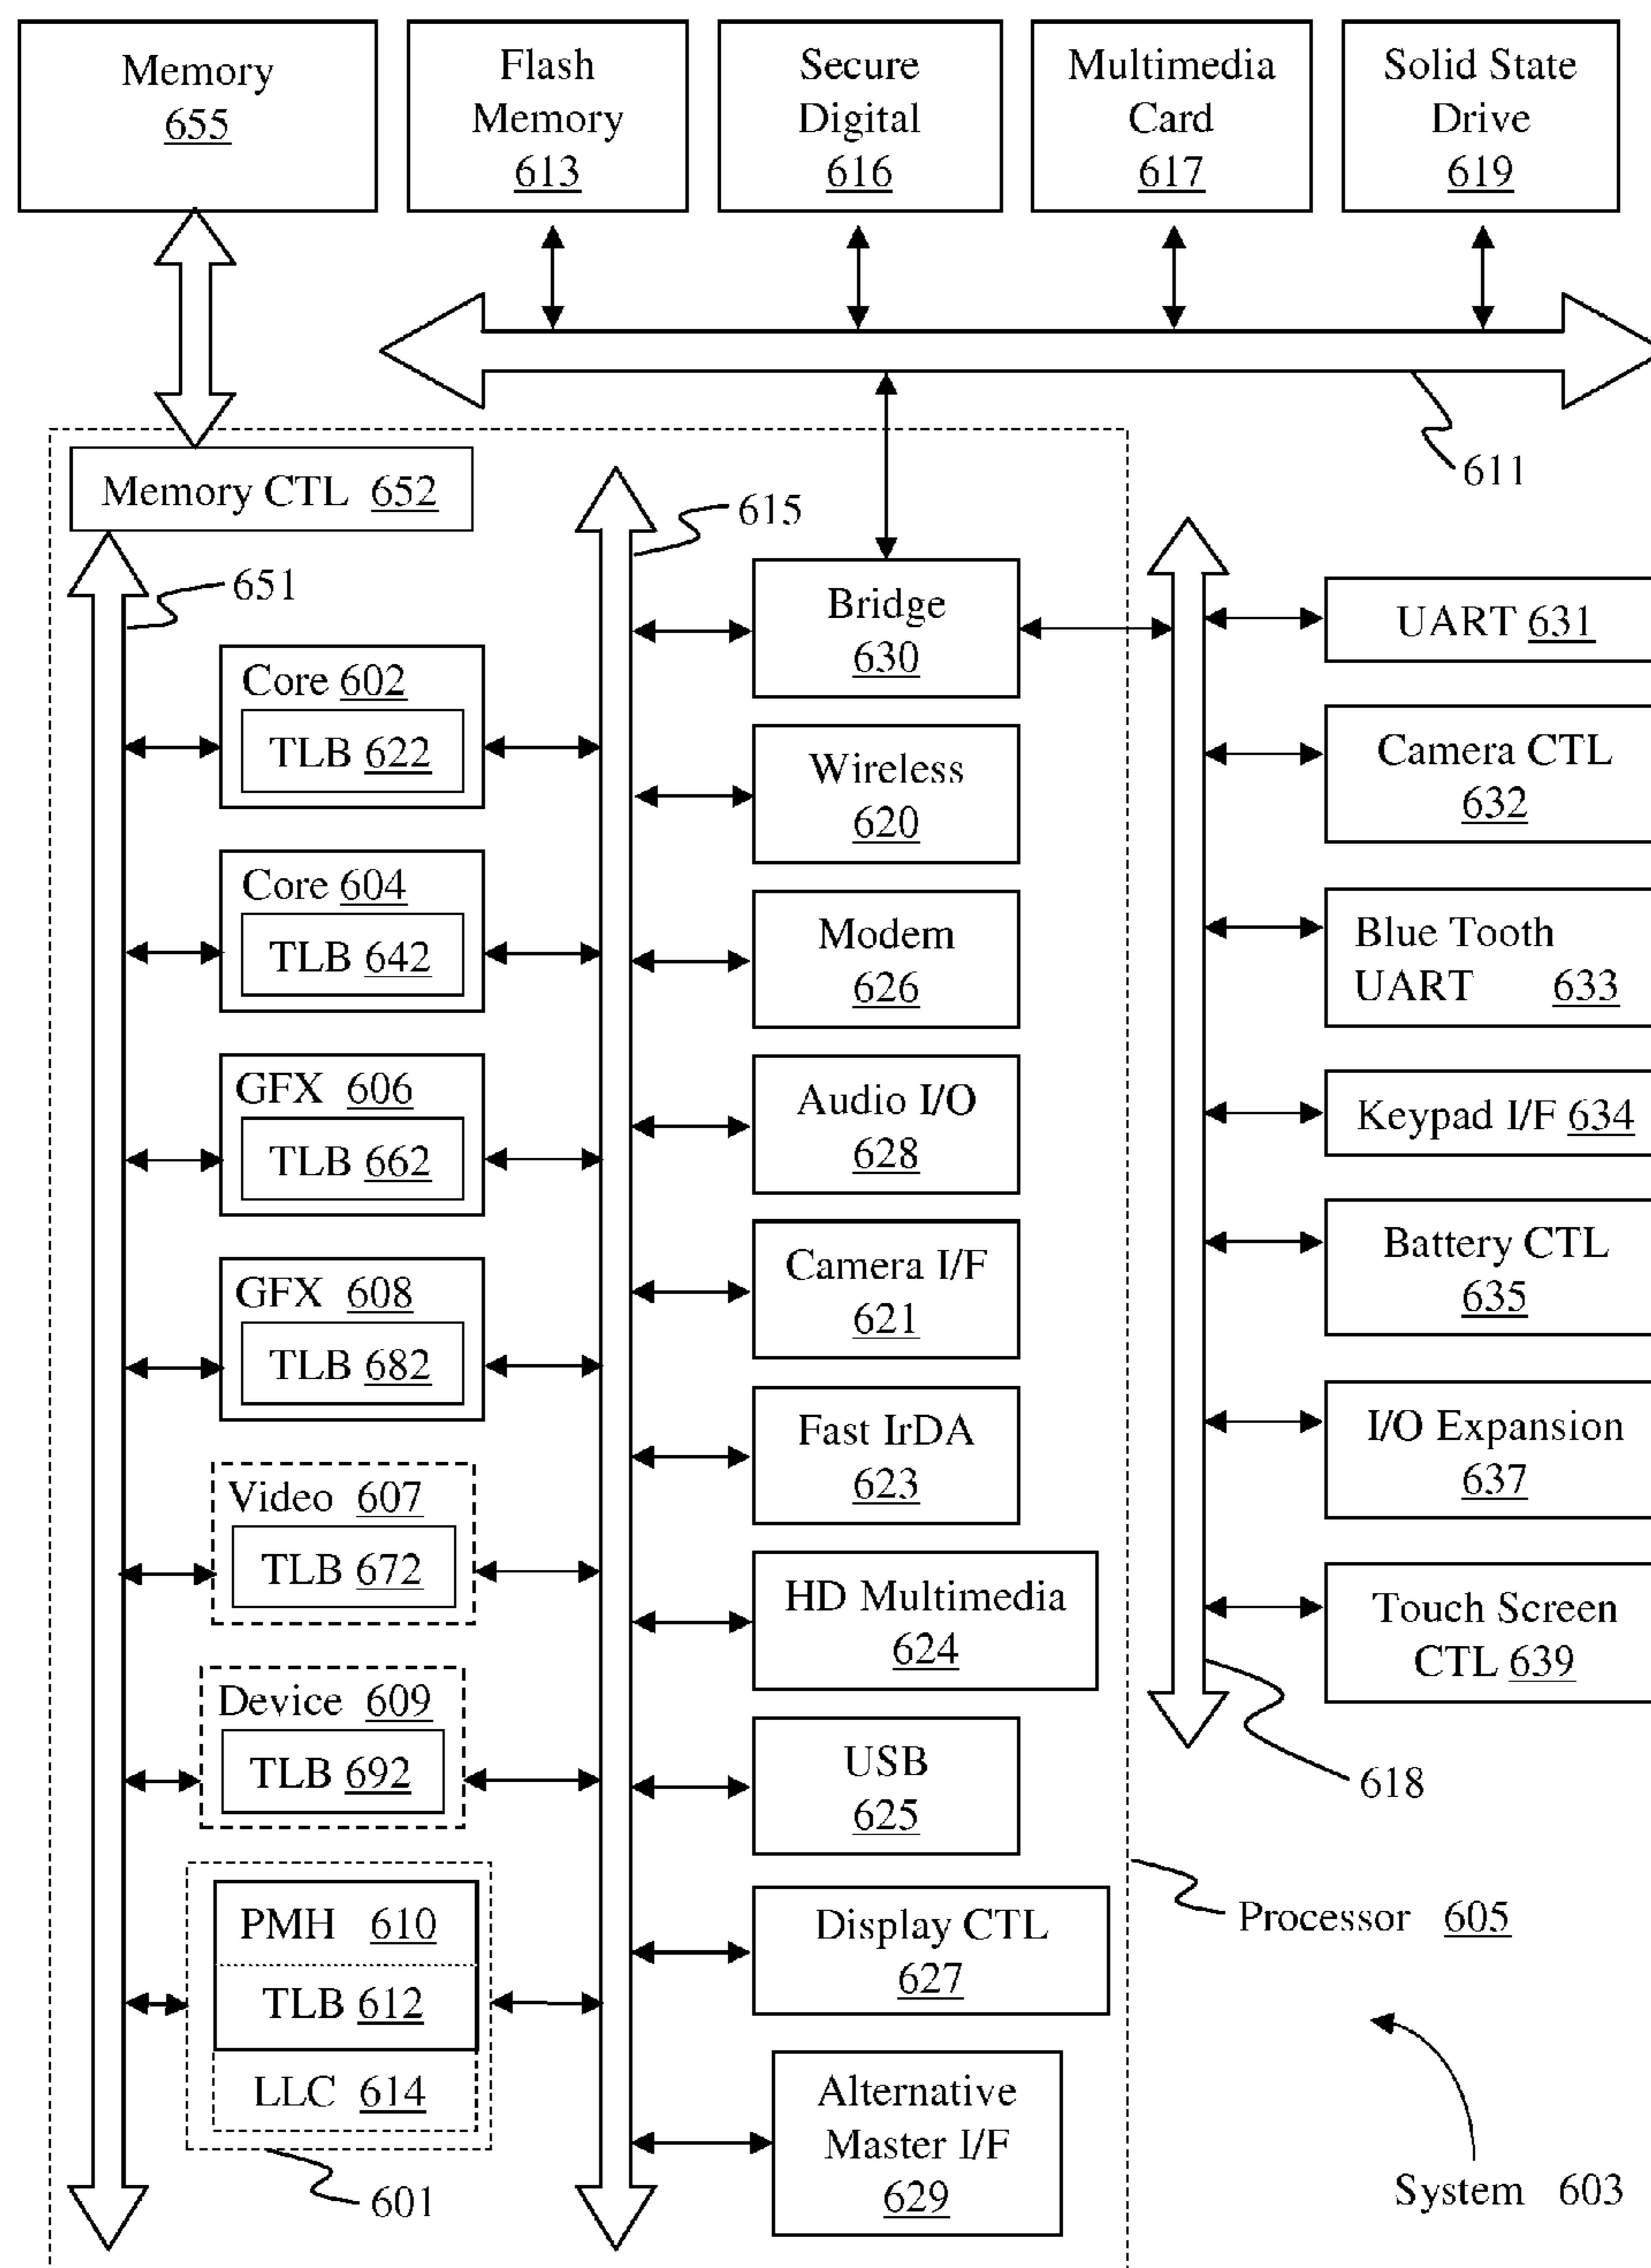 Memory
655
Flash
Memory
613
Secure
Digital
616
Multimedia
Card
617
Solid State
Drive
619
611
Memory CTL 652
615
651
Bridge
630
UART 631
Core 602
TLB 622
Camera CTL
632
Wireless
620
Core 604
TLB 642
Modem
626
Blue Tooth
UART 633
GFX 606
TLB 662
Audio I/O
628
Keypad I/F 634
GFX 608
TLB 682
Camera I/F
621
Battery CTL
635
Fast IrDA
623
I/O Expansion
637
Video 607
TLB 672
HD Multimedia
624
Touch Screen
CTL 639
Device 609
TLB 692
USB
625
618
PMH 610
TLB 612
LLC 614
Display CTL
627
Processor 605
Alternative
Master I/F
629
601
System 603